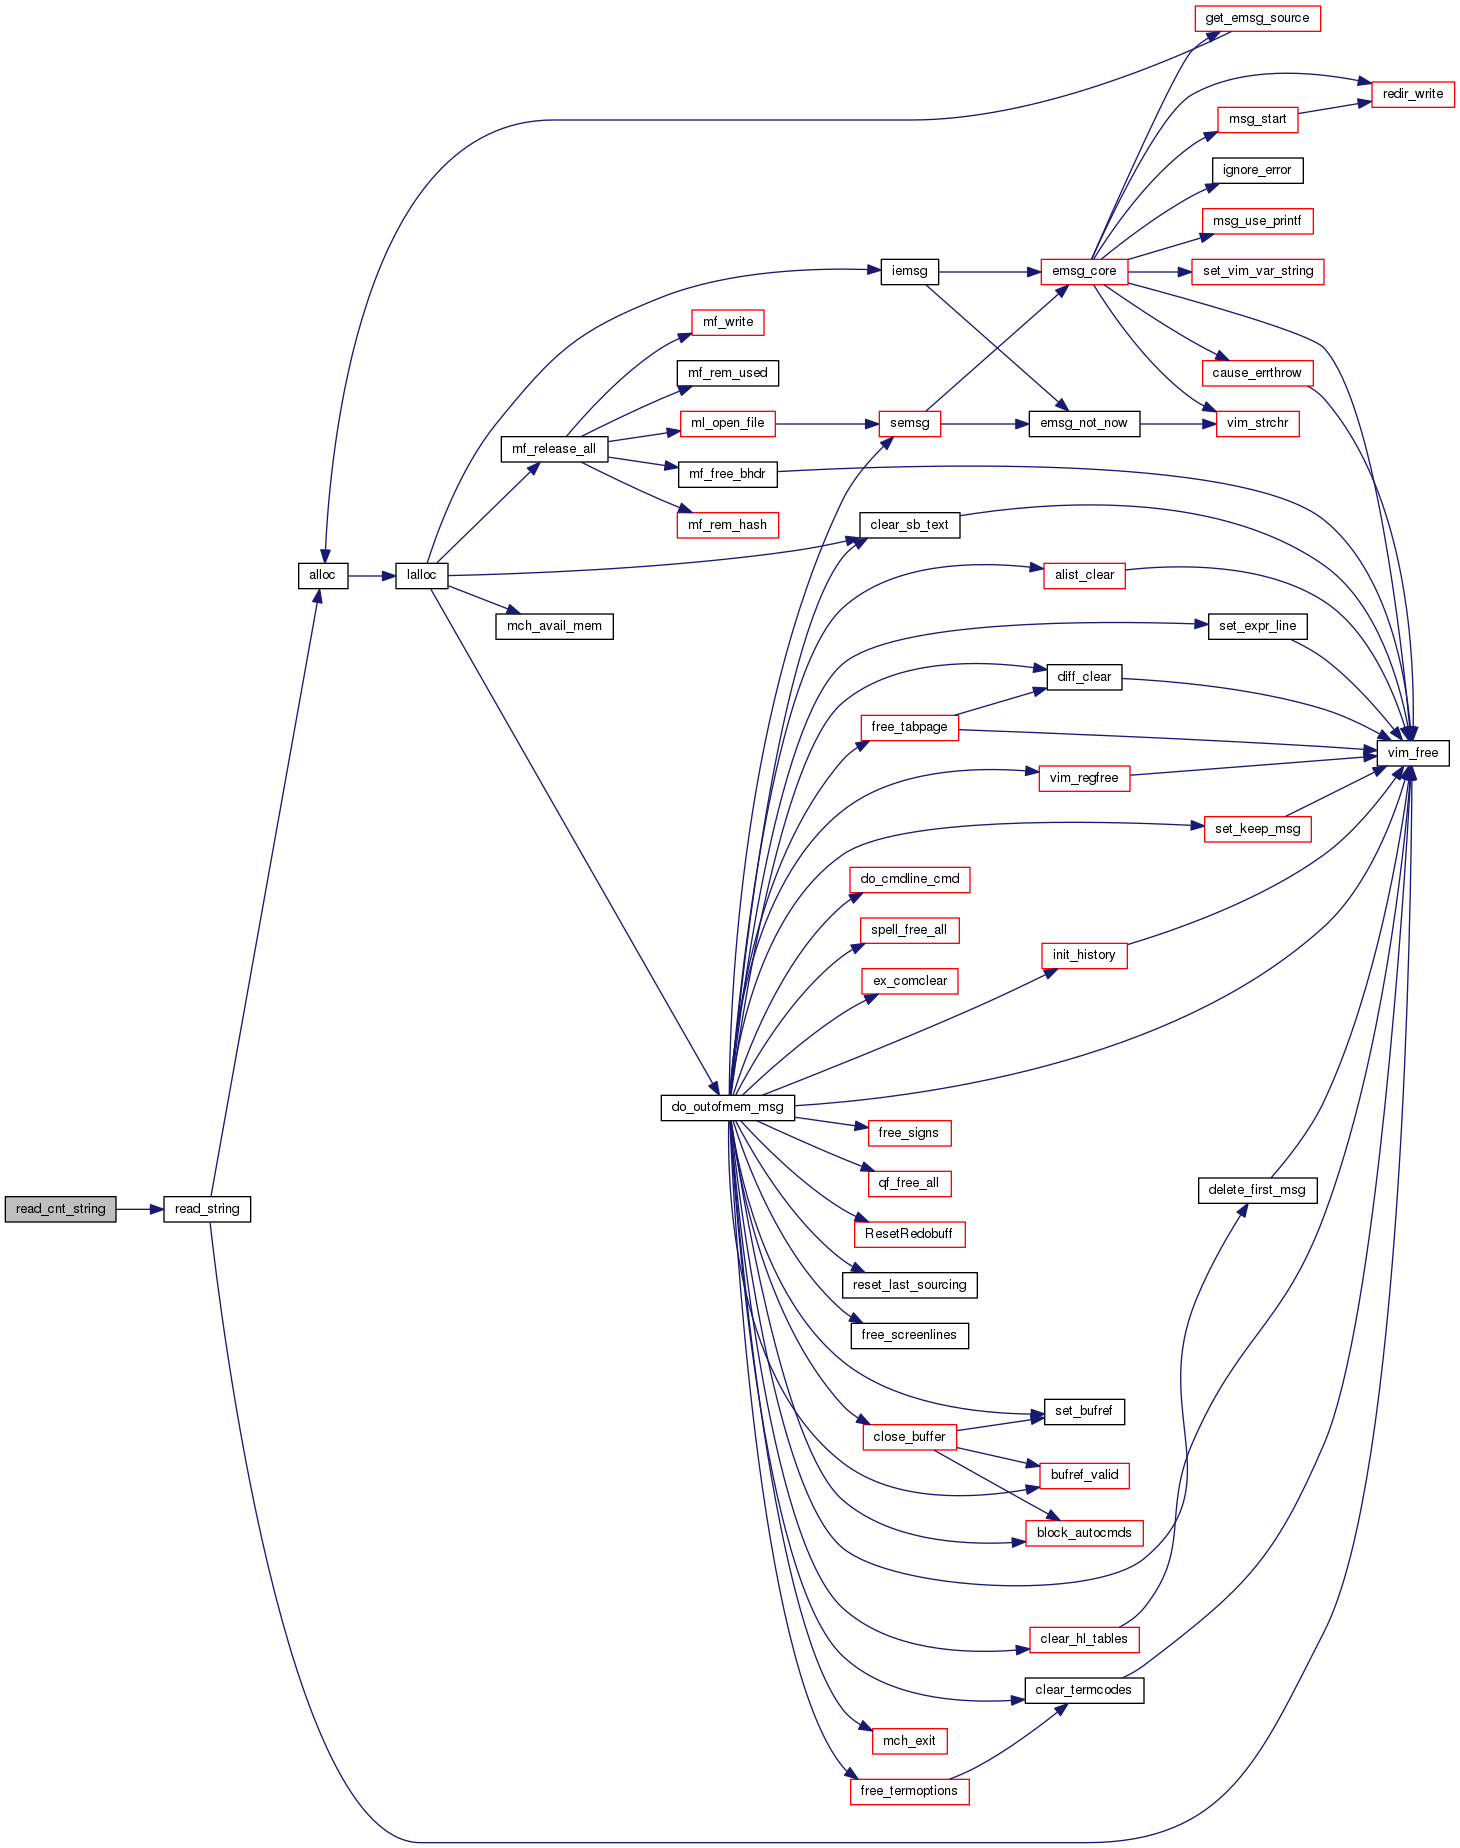 get_emsg_source
redir_write
msg_start
ignore_error
msg_use_printf
iemsg
emsg_core
set_vim_var_string
mf_write
mf_rem_used
cause_errthrow
ml_open_file
semsg
emsg_not_now
vim_strchr
mf_release_all
mf_free_bhdr
mf_rem_hash
clear_sb_text
alloc
lalloc
alist_clear
mch_avail_mem
set_expr_line
diff_clear
free_tabpage
vim_free
vim_regfree
set_keep_msg
do_cmdline_cmd
spell_free_all
init_history
ex_comclear
do_outofmem_msg
free_signs
qf_free_all
delete_first_msg
read_cnt_string
read_string
ResetRedobuff
reset_last_sourcing
free_screenlines
set_bufref
close_buffer
bufref_valid
block_autocmds
clear_hl_tables
clear_termcodes
mch_exit
free_termoptions